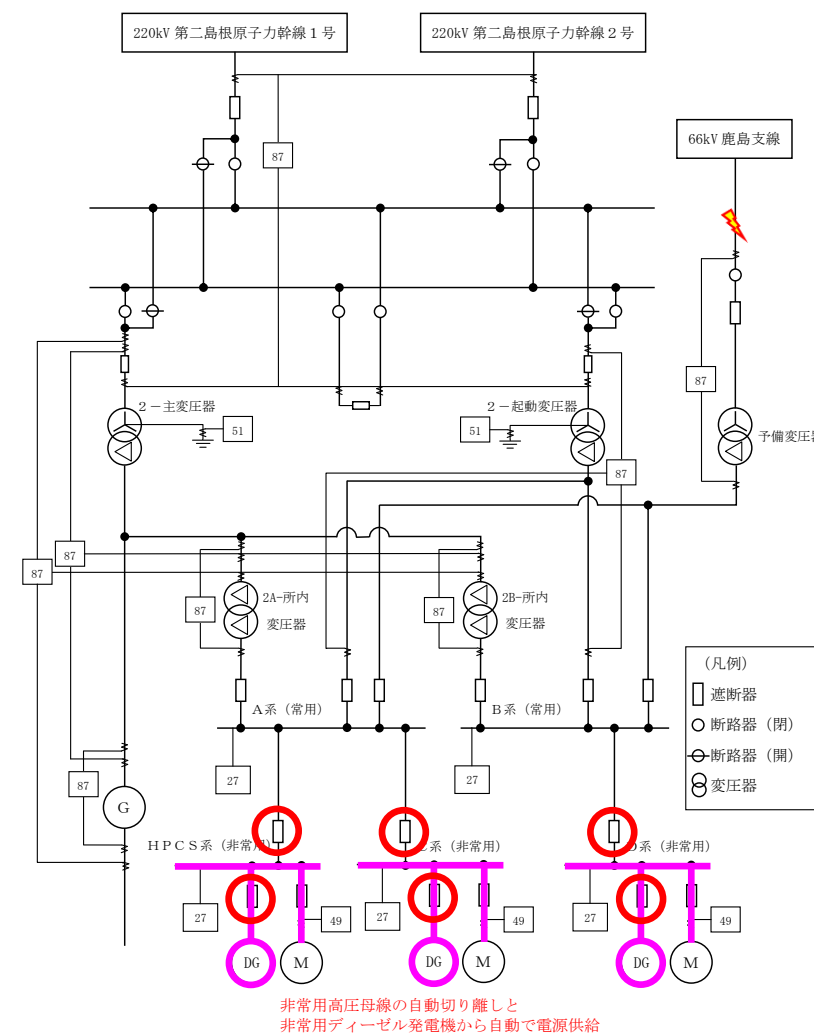 220kV 第二島根原子力幹線1号
220kV 第二島根原子力幹線2号
66kV 鹿島支線
87
87
2-主変圧器
51
2-起動変圧器
51
予備変圧器
87
87
87
87
2A-所内
変圧器
87
2B-所内
変圧器
(凡例)
遮断器
断路器(閉)
断路器(開)
変圧器
A系(常用)
B系(常用)
27
27
87
G
HPCS系(非常用)
C系(非常用)
D系(非常用)
27
49
27
49
27
49
DG
M
DG
M
DG
M
非常用高圧母線の自動切り離しと
非常用ディーゼル発電機から自動で電源供給